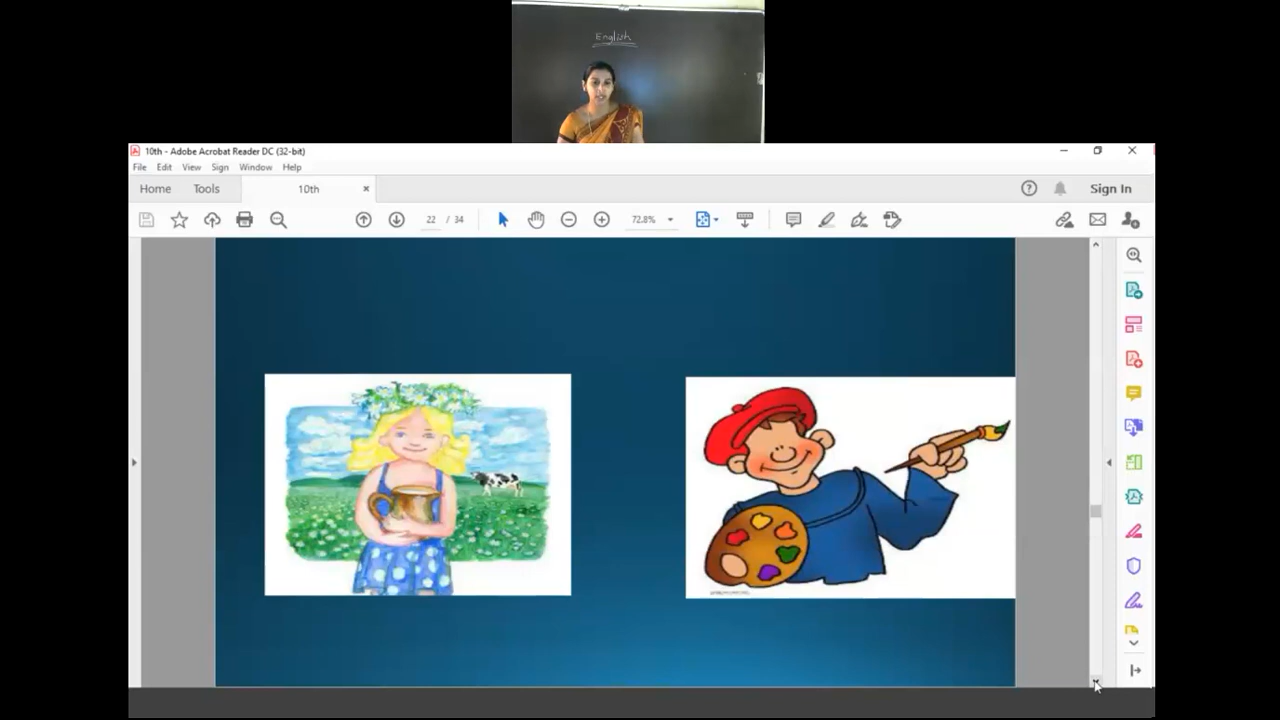 English
10th - Adobe Acrobat Reader DC (32-bit)
File Edit View Sign Window Help
Home Tools 10th Sign In
22 / 34 72.8%